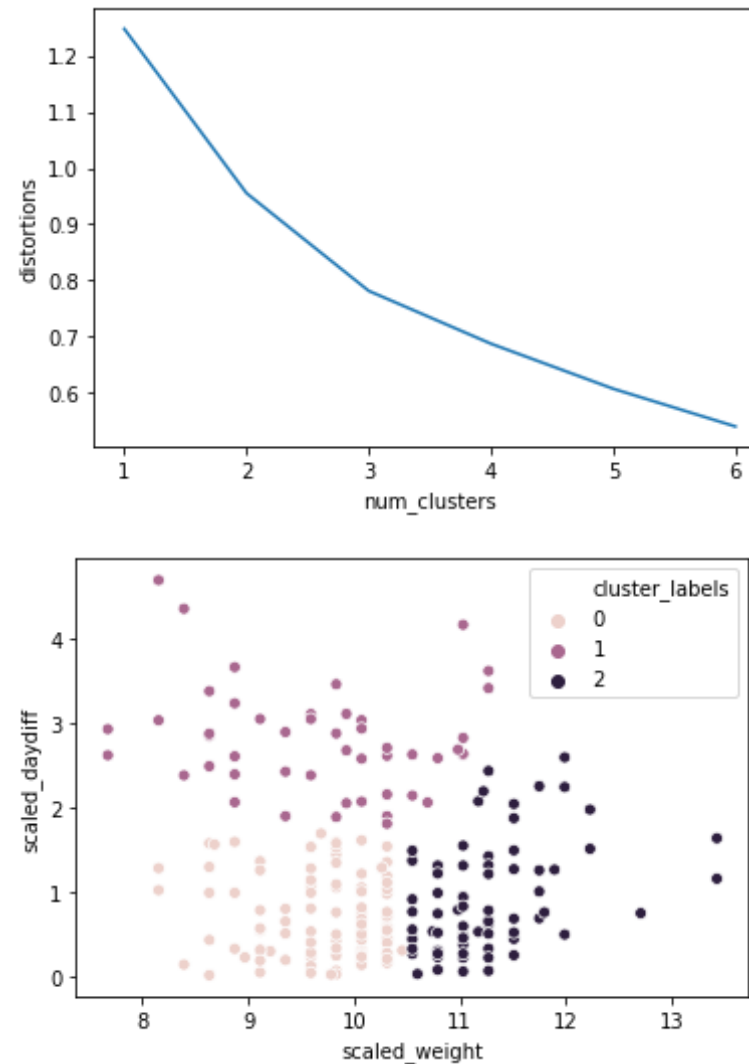 1.2
1.1
1.0
0.9
0.8
0.7
0.6
distortions
1 2 3 4 5 6
num_clusters
cluster_labels
0
1
2
4
3
2
1
0
scaled_daydiff
8 9 10 11 12 13
scaled_weight